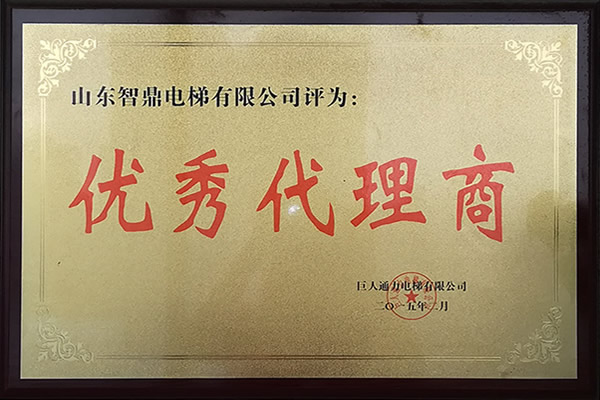 山东智鼎电梯有限公司评为：
优秀代理商
巨人通力电梯有限公司
二〇一五年二月